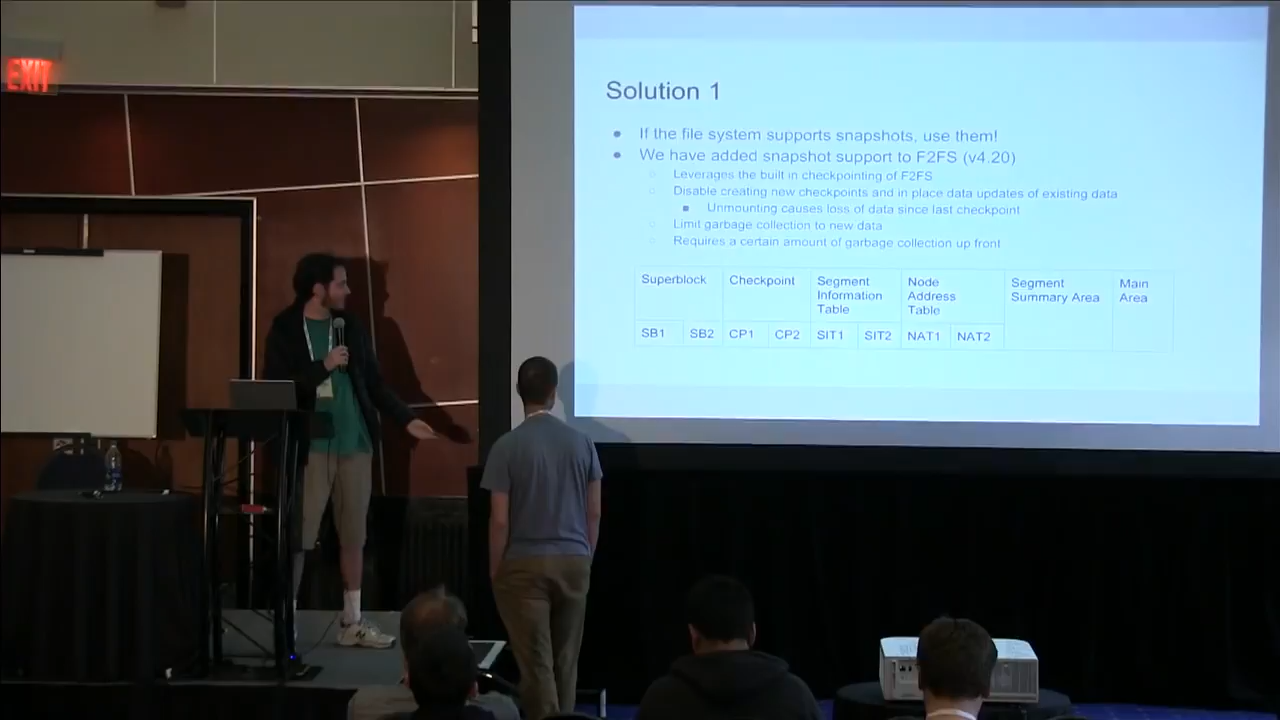 EXIT
Solution 1
● If the file system supports snapshots, use them!
● We have added snapshot support to F2FS (v4.20)
○ Leverages the built in checkpointing of F2FS
○ Disable creating new checkpoints and in place data updates of existing data
■ Unmounting causes loss of data since last checkpoint
○ Limit garbage collection to new data
○ Requires a certain amount of garbage collection up front
Superblock
Checkpoint
Segment
Information
Table
Node
Address
Table
Segment
Summary Area
Main
Area
SB1
SB2
CP1
CP2
SIT1
SIT2
NAT1
NAT2